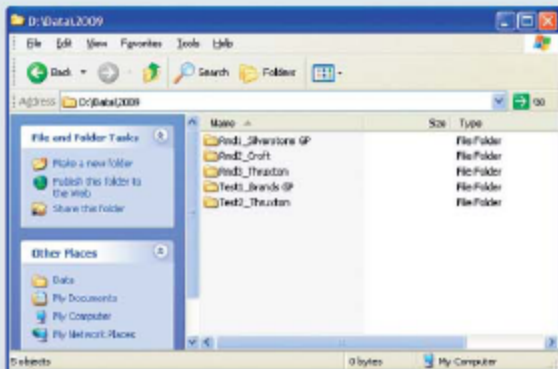 D:\Data\2009
File Edit View Favorites Tools Help
Back Search Folders
Address D:\Data\2009 Go
File and Folder Tasks
Make a new folder
Publish this folder to
the Web
Share this folder
Other Places
Data
My Documents
My Computer
My Network Places
Name Size Type
Rnd1_Silverstone GP File Folder
Rnd2_Croft File Folder
Rnd3_Thruxton File Folder
Test1_Brands GP File Folder
Test2_Thruxton File Folder
5 objects 0 bytes My Computer